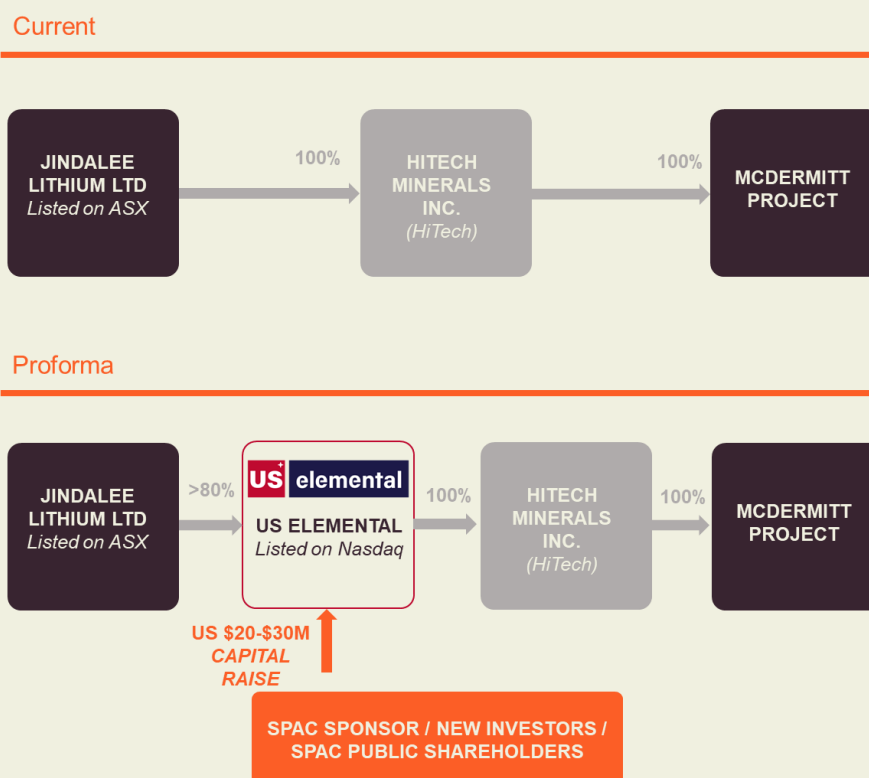 Current
JINDALEE
LITHIUM LTD
Listed on ASX
100%
HITECH
MINERALS
INC.
(HiTech)
100%
MCDERMITT
PROJECT
Proforma
JINDALEE
LITHIUM LTD
Listed on ASX
>80%
US elemental
US ELEMENTAL
Listed on Nasdaq
100%
HITECH
MINERALS
INC.
(HiTech)
100%
MCDERMITT
PROJECT
US $20-$30M
CAPITAL
RAISE
SPAC SPONSOR / NEW INVESTORS /
SPAC PUBLIC SHAREHOLDERS